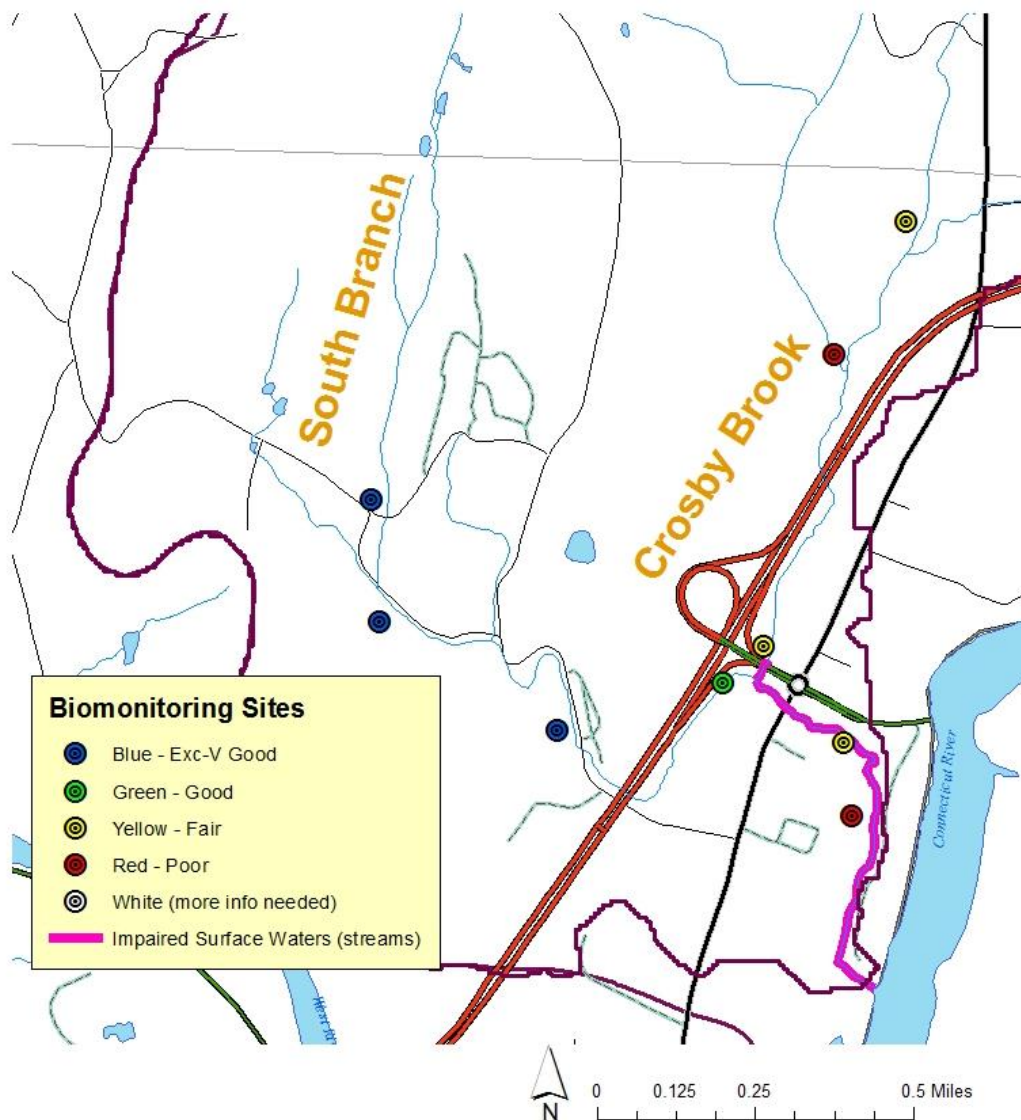 South Branch
Crosby Brook
Biomonitoring Sites
Blue - Exc-V Good
Green - Good
Yellow - Fair
Red - Poor
White (more info needed)
Impaired Surface Waters (streams)
Connecticut River
N
0 0.125 0.25 0.5 Miles